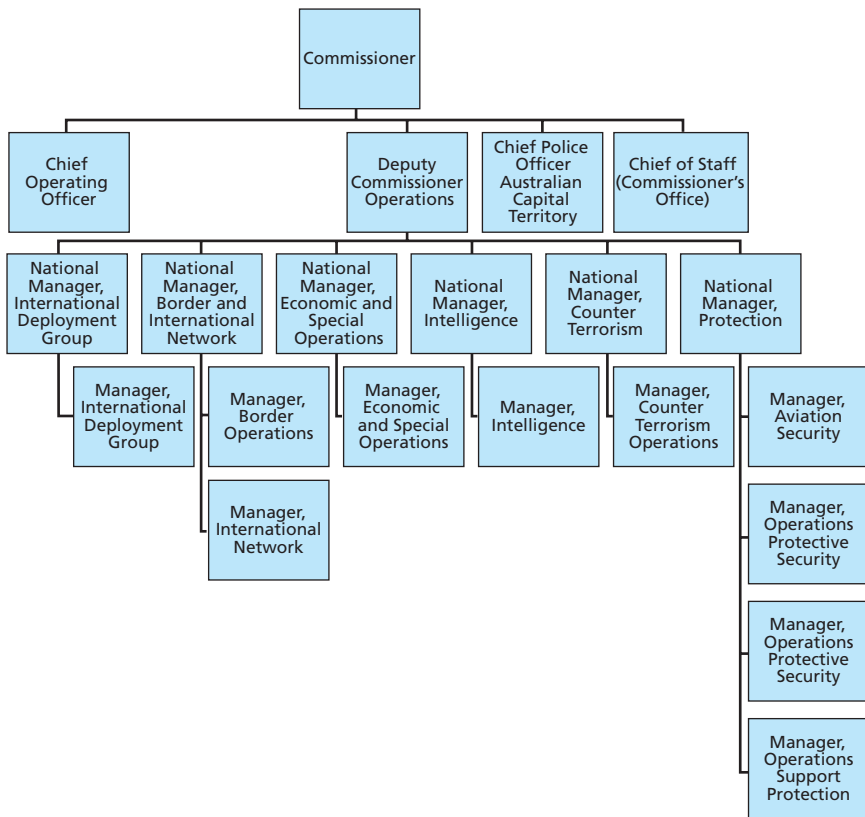 Commissioner
Chief
Operating
Officer
Deputy
Commissioner
Operations
Chief Police
Officer
Australian
Capital
Territory
Chief of Staff
(Commissioner's
Office)
National
Manager,
International
Deployment
Group
National
Manager,
Border and
International
Network
National
Manager,
Economic and
Special
Operations
National
Manager,
Intelligence
National
Manager,
Counter
Terrorism
National
Manager,
Protection
Manager,
International
Deployment
Group
Manager,
Border
Operations
Manager,
Economic
and Special
Operations
Manager,
Intelligence
Manager,
Counter
Terrorism
Operations
Manager,
Aviation
Security
Manager,
International
Network
Manager,
Operations
Protective
Security
Manager,
Operations
Protective
Security
Manager,
Operations
Support
Protection